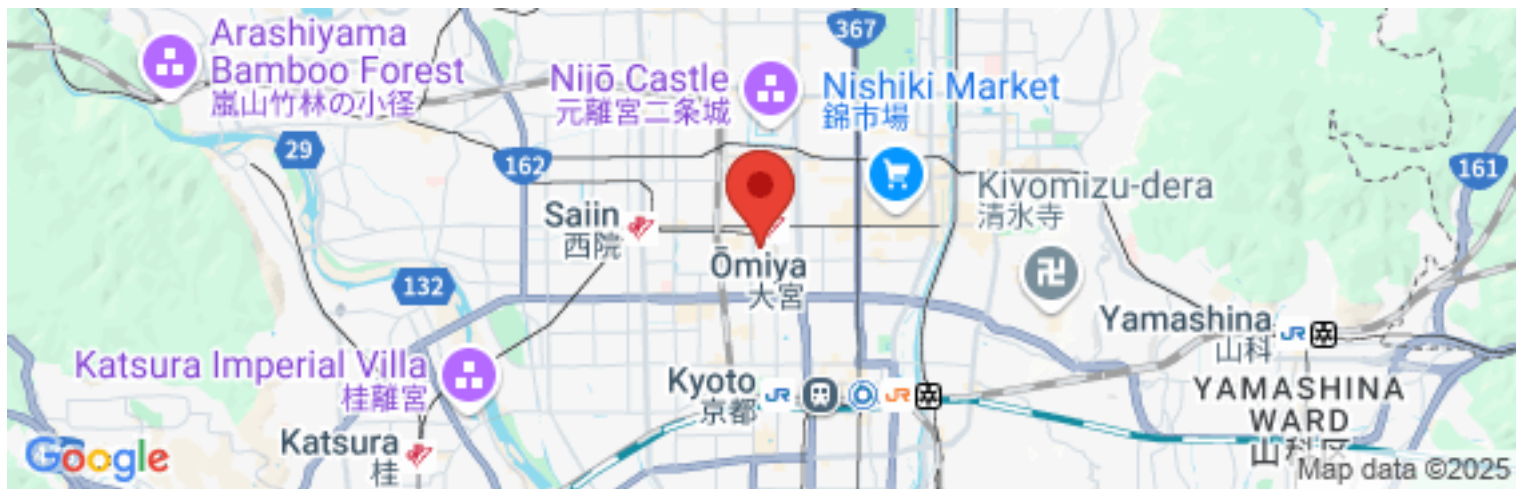 Arashiyama
Bamboo Forest
嵐山竹林の小径
Nijō Castle
元離宮二条城
367
Nishiki Market
錦市場
29
162
161
Saiin
西院
Kiyomizu-dera
清水寺
Ōmiya
大宮
132
Yamashina
山科
JR
Katsura Imperial Villa
桂離宮
Kyoto
京都
JR
JR
YAMASHINA
WARD
山科区
Katsura
桂
Google
Map data ©2025